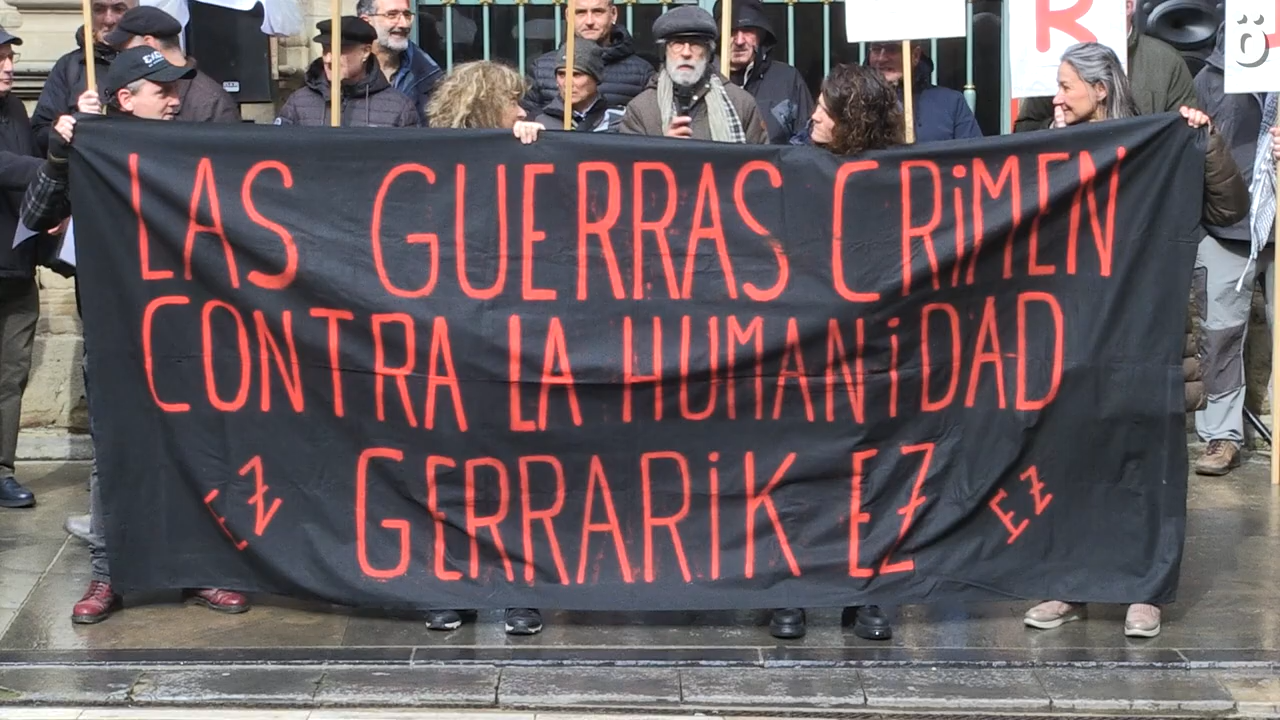 R
ö
LAS GUERRAS CRiMEN
CONTRA LA HUMANiDAD
EZ GERRARiK EZ EZ